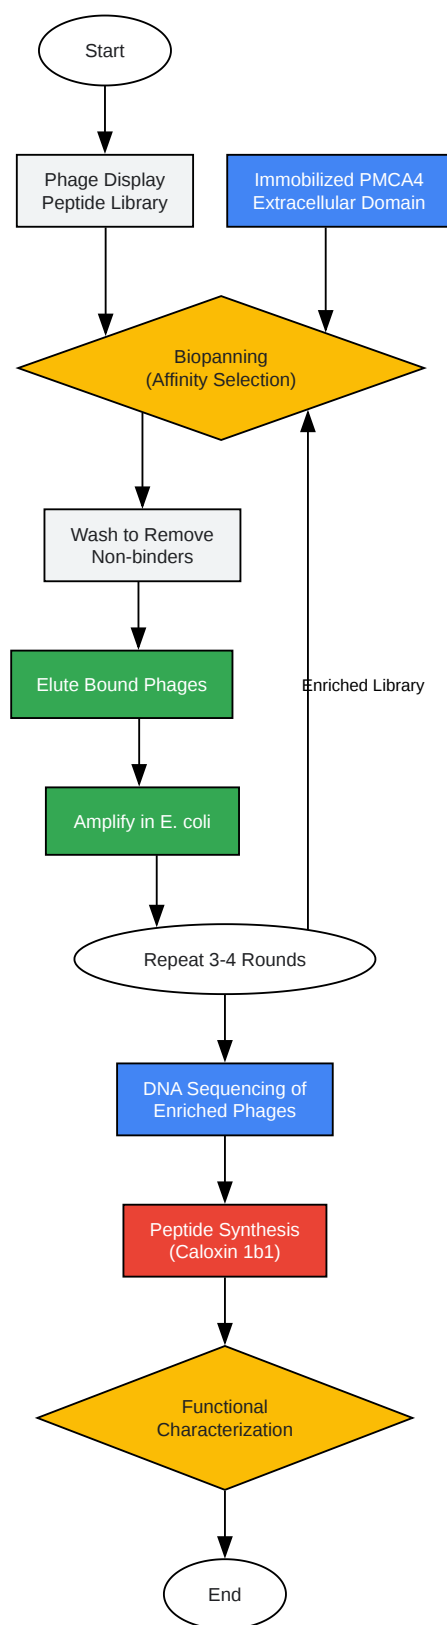 Start
Phage Display
Peptide Library
Immobilized PMCA4
Extracellular Domain
Biopanning
(Affinity Selection)
Wash to Remove
Non-binders
Elute Bound Phages
Enriched Library
Amplify in E. coli
Repeat 3-4 Rounds
DNA Sequencing of
Enriched Phages
Peptide Synthesis
(Caloxin 1b1)
Functional
Characterization
End